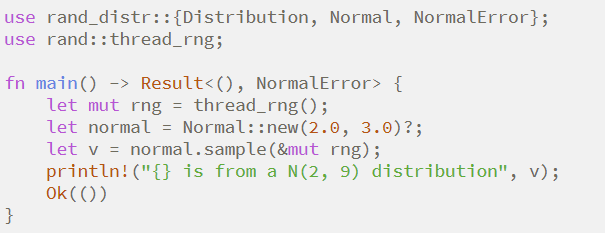 use rand_distr::{Distribution, Normal, NormalError};
use rand::thread_rng;
fn main() -> Result<(), NormalError> {
let mut rng = thread_rng();
let normal = Normal::new(2.0, 3.0)?;
let v = normal.sample(&mut rng);
println!("{} is from a N(2, 9) distribution", v);
Ok(())
}